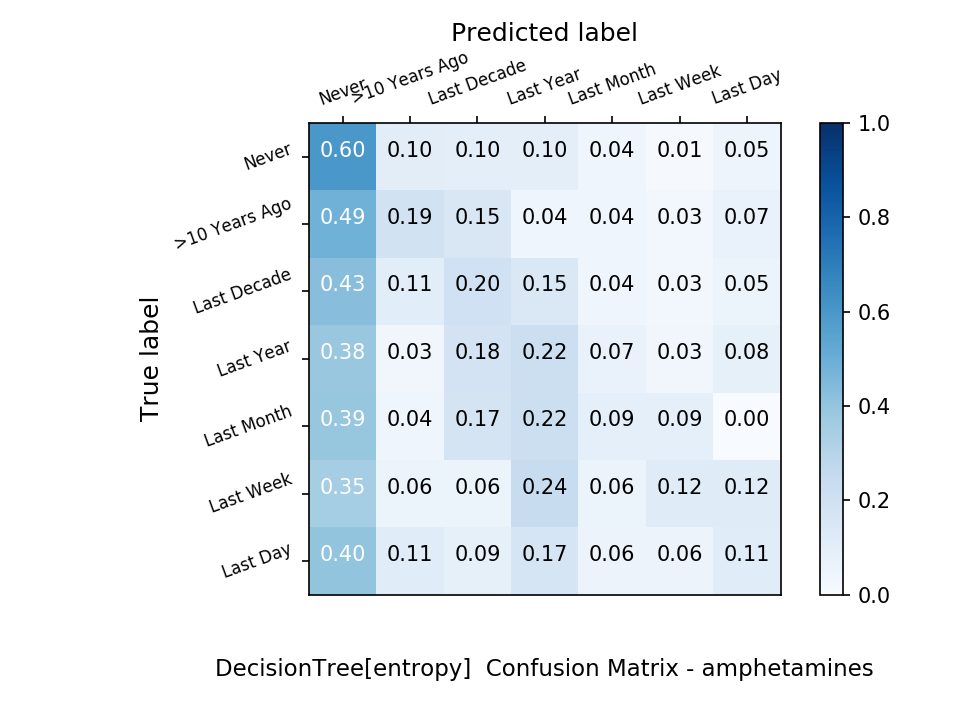 Predicted label
Never >10 Years Ago Last Decade Last Year Last Month Last Week Last Day
True label
Never 0.60 0.10 0.10 0.10 0.04 0.01 0.05
>10 Years Ago 0.49 0.19 0.15 0.04 0.04 0.03 0.07
Last Decade 0.43 0.11 0.20 0.15 0.04 0.03 0.05
Last Year 0.38 0.03 0.18 0.22 0.07 0.03 0.08
Last Month 0.39 0.04 0.17 0.22 0.09 0.09 0.00
Last Week 0.35 0.06 0.06 0.24 0.06 0.12 0.12
Last Day 0.40 0.11 0.09 0.17 0.06 0.06 0.11
1.0
0.8
0.6
0.4
0.2
0.0
DecisionTree[entropy]  Confusion Matrix - amphetamines